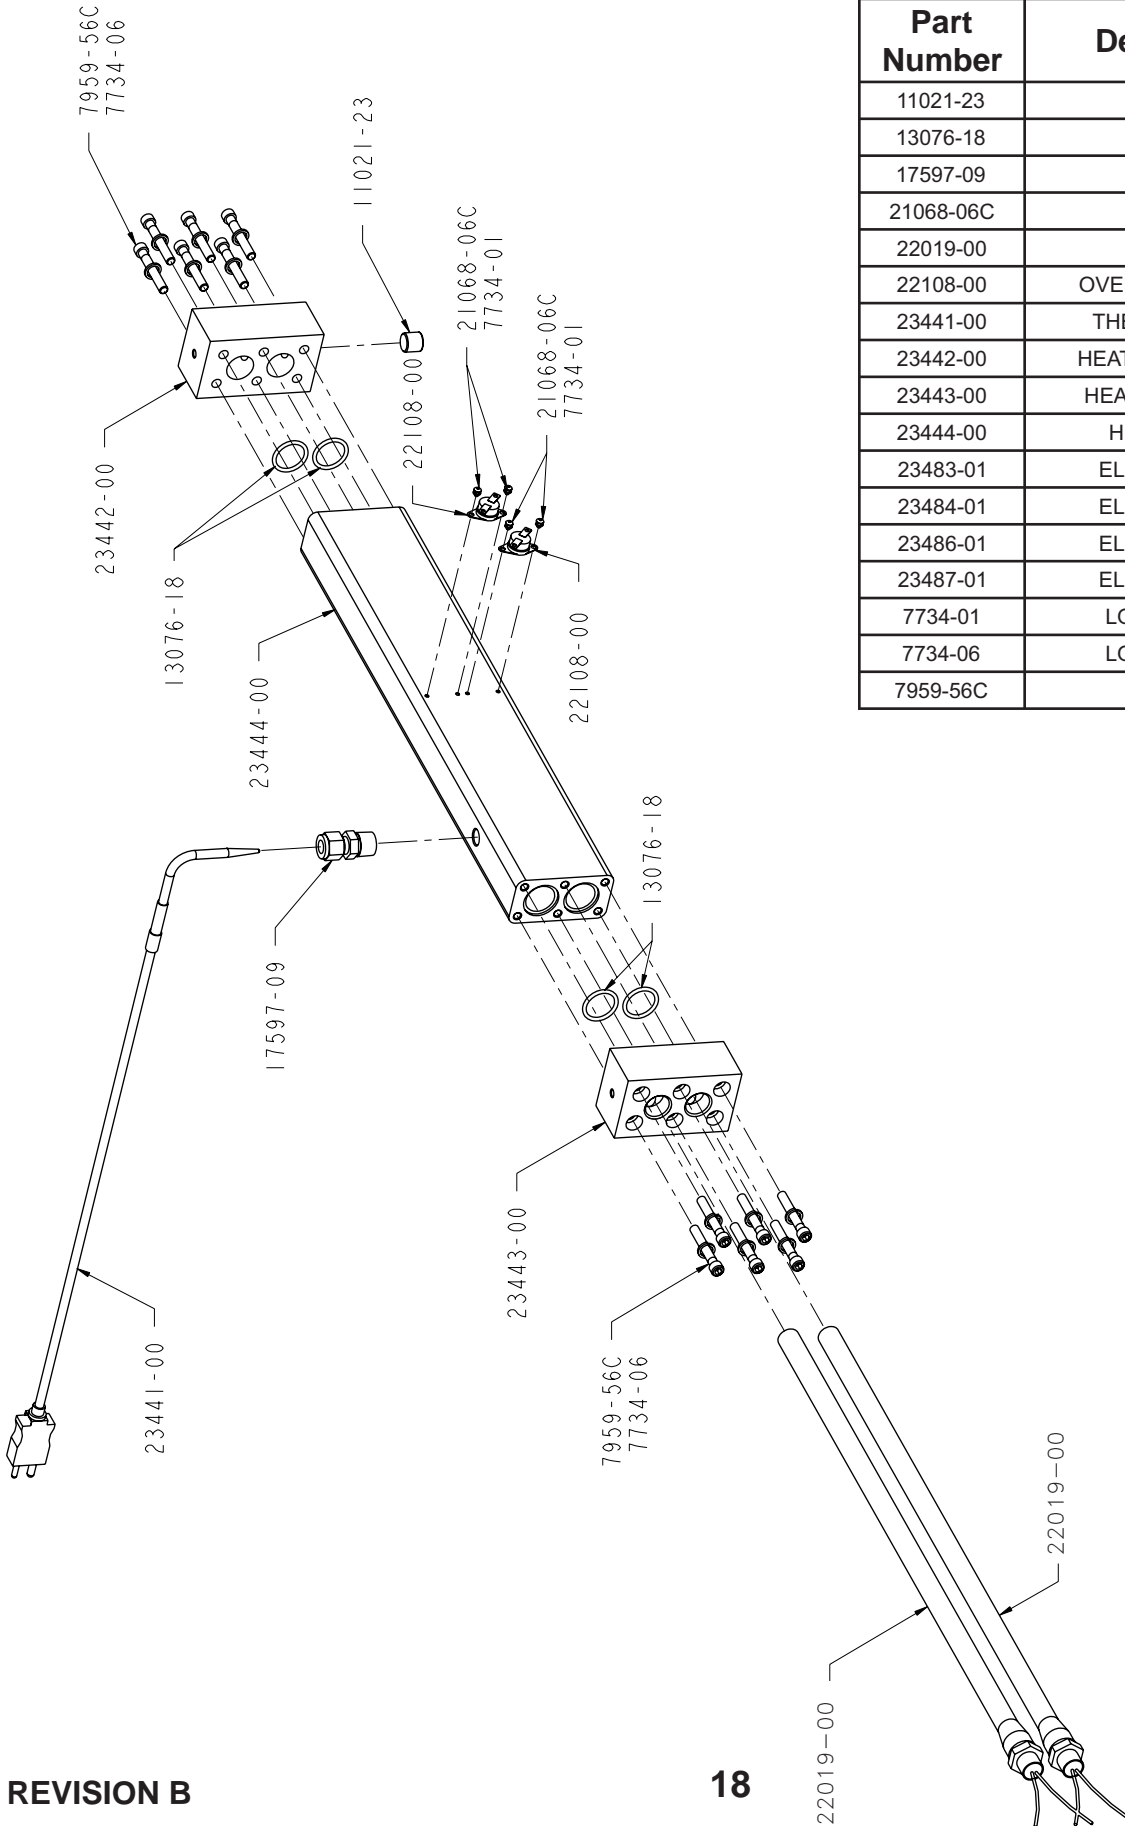 7959-56C
7734-06
11021-23
21068-06C
7734-01
21068-06C
7734-01
22108-00
23442-00
13076-18
23444-00
22108-00
13076-18
17597-09
23443-00
23441-00
7959-56C
7734-06
22019-00
22019-00
Part
Number
11021-23
13076-18
17597-09
21068-06C
22019-00
22108-00 OVE
23441-00 THE
23442-00 HEAT
23443-00 HEA
23444-00 H
23483-01 EL
23484-01 EL
23486-01 EL
23487-01 EL
7734-01 LO
7734-06 LO
7959-56C
REVISION B
18